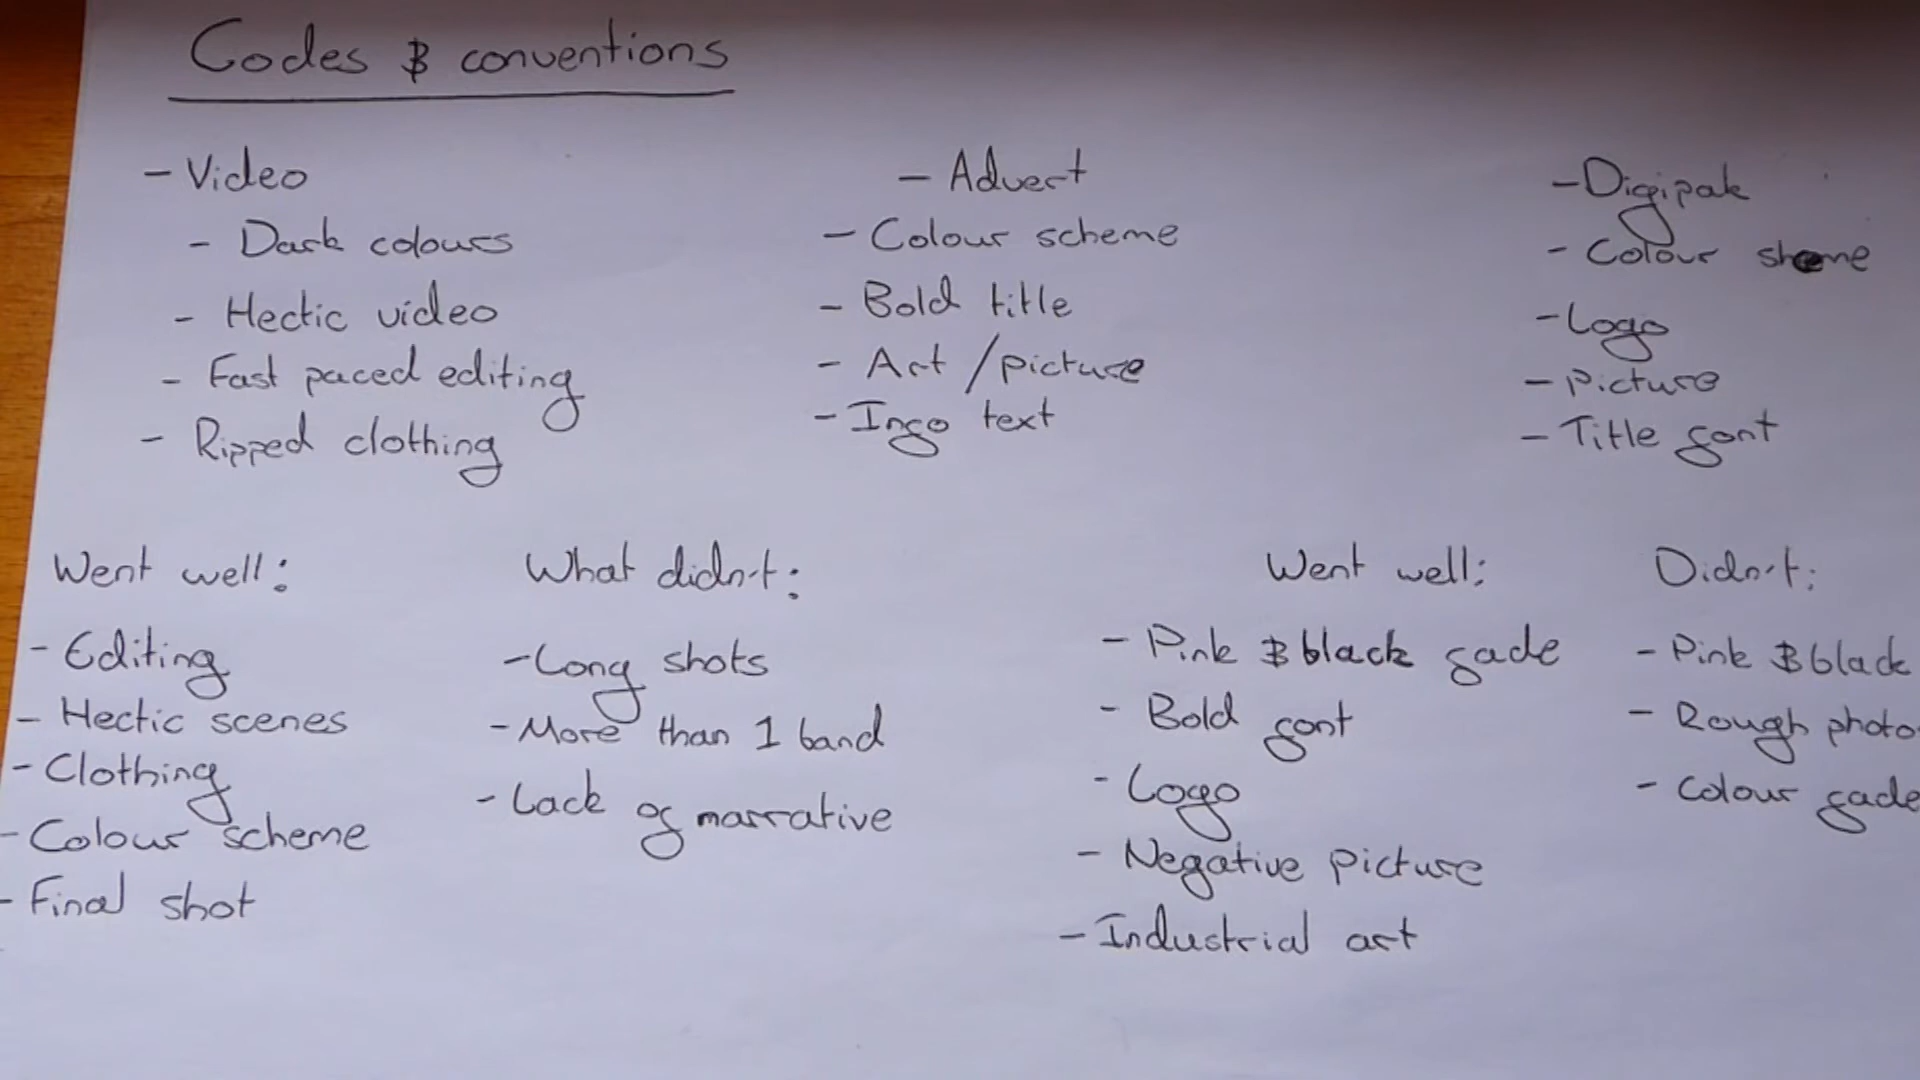 Codes & conventions
- Video
- Dark colours
- Hectic video
- Fast paced editing
- Ripped clothing
- Advert
- Colour scheme
- Bold title
- Art / picture
- Info text
- Digipak
- Colour sheme
- Logo
- Picture
- Title font
Went well:
- Editing
- Hectic scenes
- Clothing
- Colour scheme
- Final shot
What didn't:
- Long shots
- More than 1 band
- Lack of narrative
Went well:
- Pink & black fade
- Bold font
- Logo
- Negative picture
- Industrial art
Didn't:
- Pink & black
- Rough photo
- Colour fade